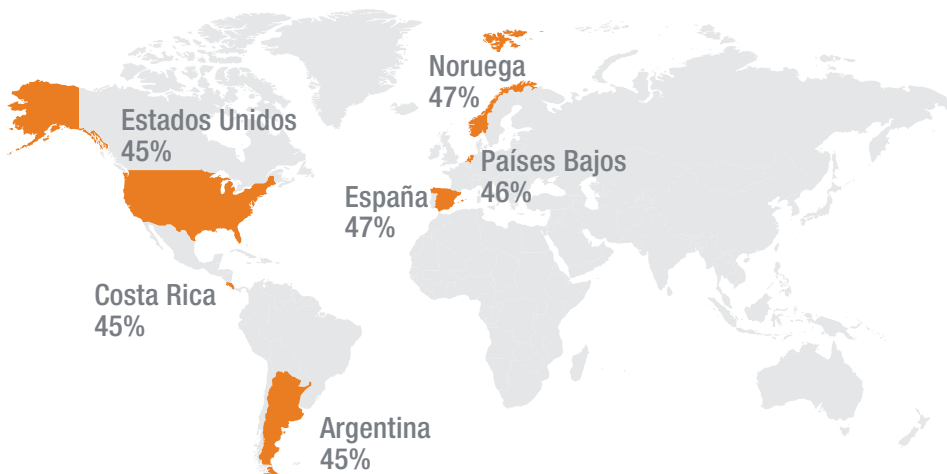 Noruega
47%
Estados Unidos
45%
Países Bajos
46%
España
47%
Costa Rica
45%
Argentina
45%